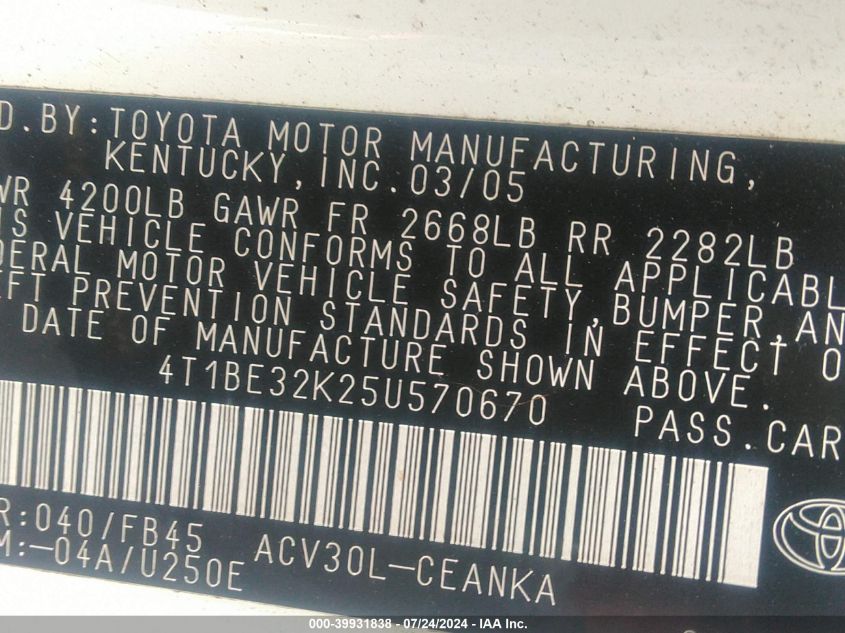 D.BY:TOYOTA MOTOR MANUFACTURING,
KENTUCKY,INC.03/05
WR 4200LB GAWR FR 2668LB RR 2282LB
IS VEHICLE CONFORMS TO ALL APPLICABL
DERAL MOTOR VEHICLE SAFETY,BUMPER,AN
EFT PREVENTION STANDARDS IN EFFECT O
DATE OF MANUFACTURE SHOWN ABOVE.
4T1BE32K25U570670 PASS.CAR
R:040/FB45 ACV30L-CEANKA
M:-04A/U250E
000-39931838 - 07/24/2024 - IAA Inc.